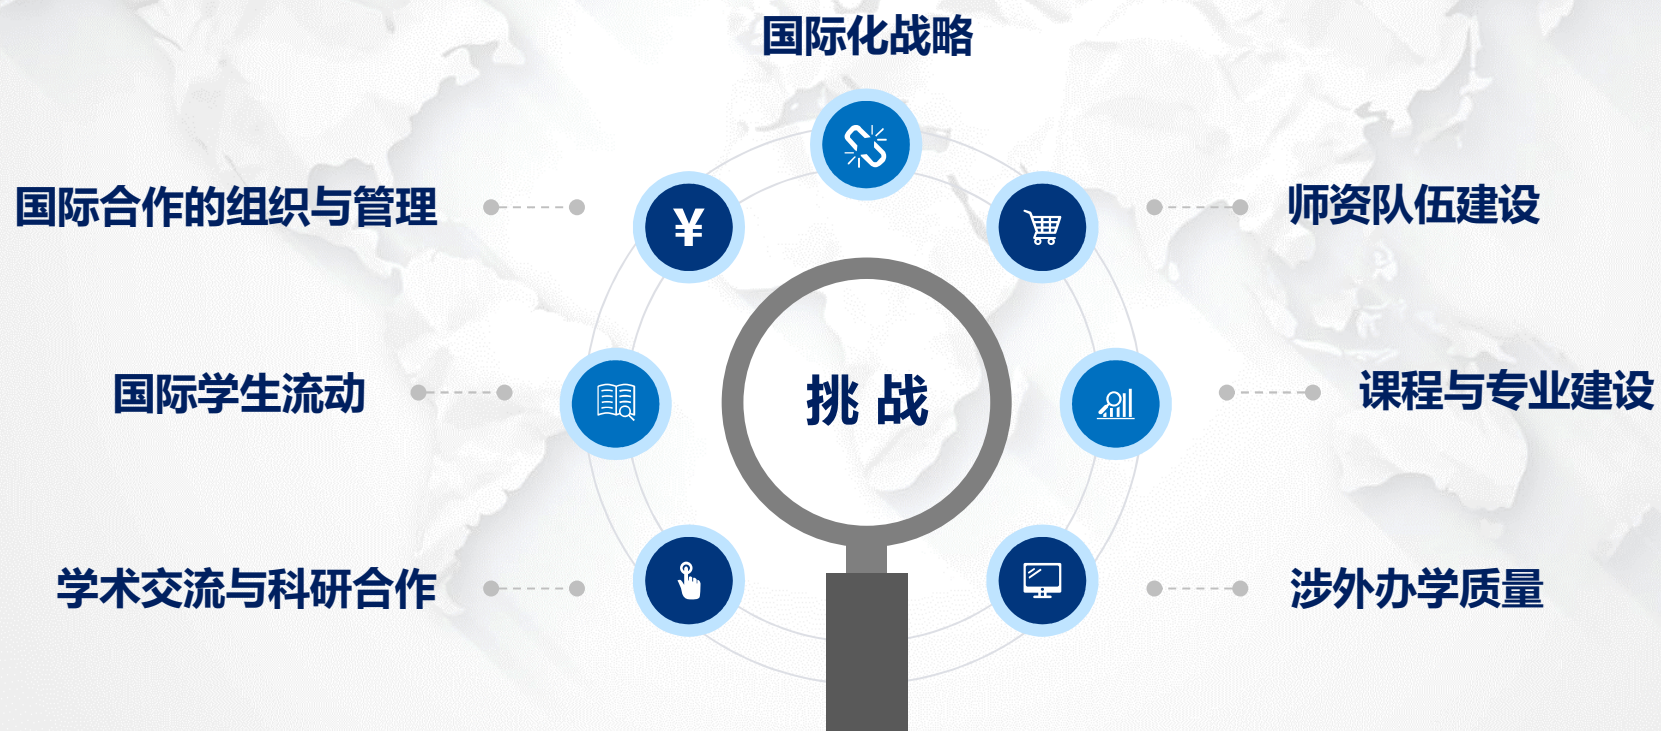 国际化战略
国际合作的组织与管理
¥
师资队伍建设
国际学生流动
挑战
课程与专业建设
学术交流与科研合作
涉外办学质量